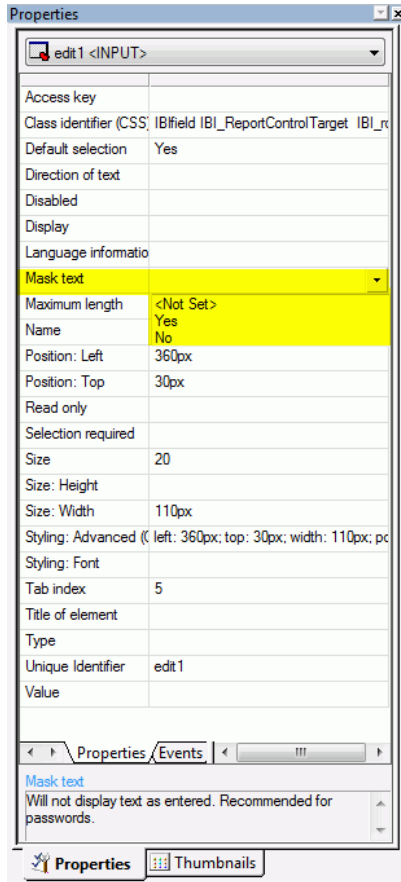 Properties
edit1 <INPUT>
Access key
Class identifier (CSS) IBIfield IBI_ReportControlTarget IBI_
Default selection Yes
Direction of text
Disabled
Display
Language informatio
Mask text
Maximum length <Not Set>
Yes
Name
No
Position: Left 360px
Position: Top 30px
Read only
Selection required
Size 20
Size: Height
Size: Width 110px
Styling: Advanced (C left: 360px; top: 30px; width: 110px; po
Styling: Font
Tab index 5
Title of element
Type
Unique Identifier edit1
Value
Properties Events
Mask text
Will not display text as entered. Recommended for
passwords.
Properties Thumbnails